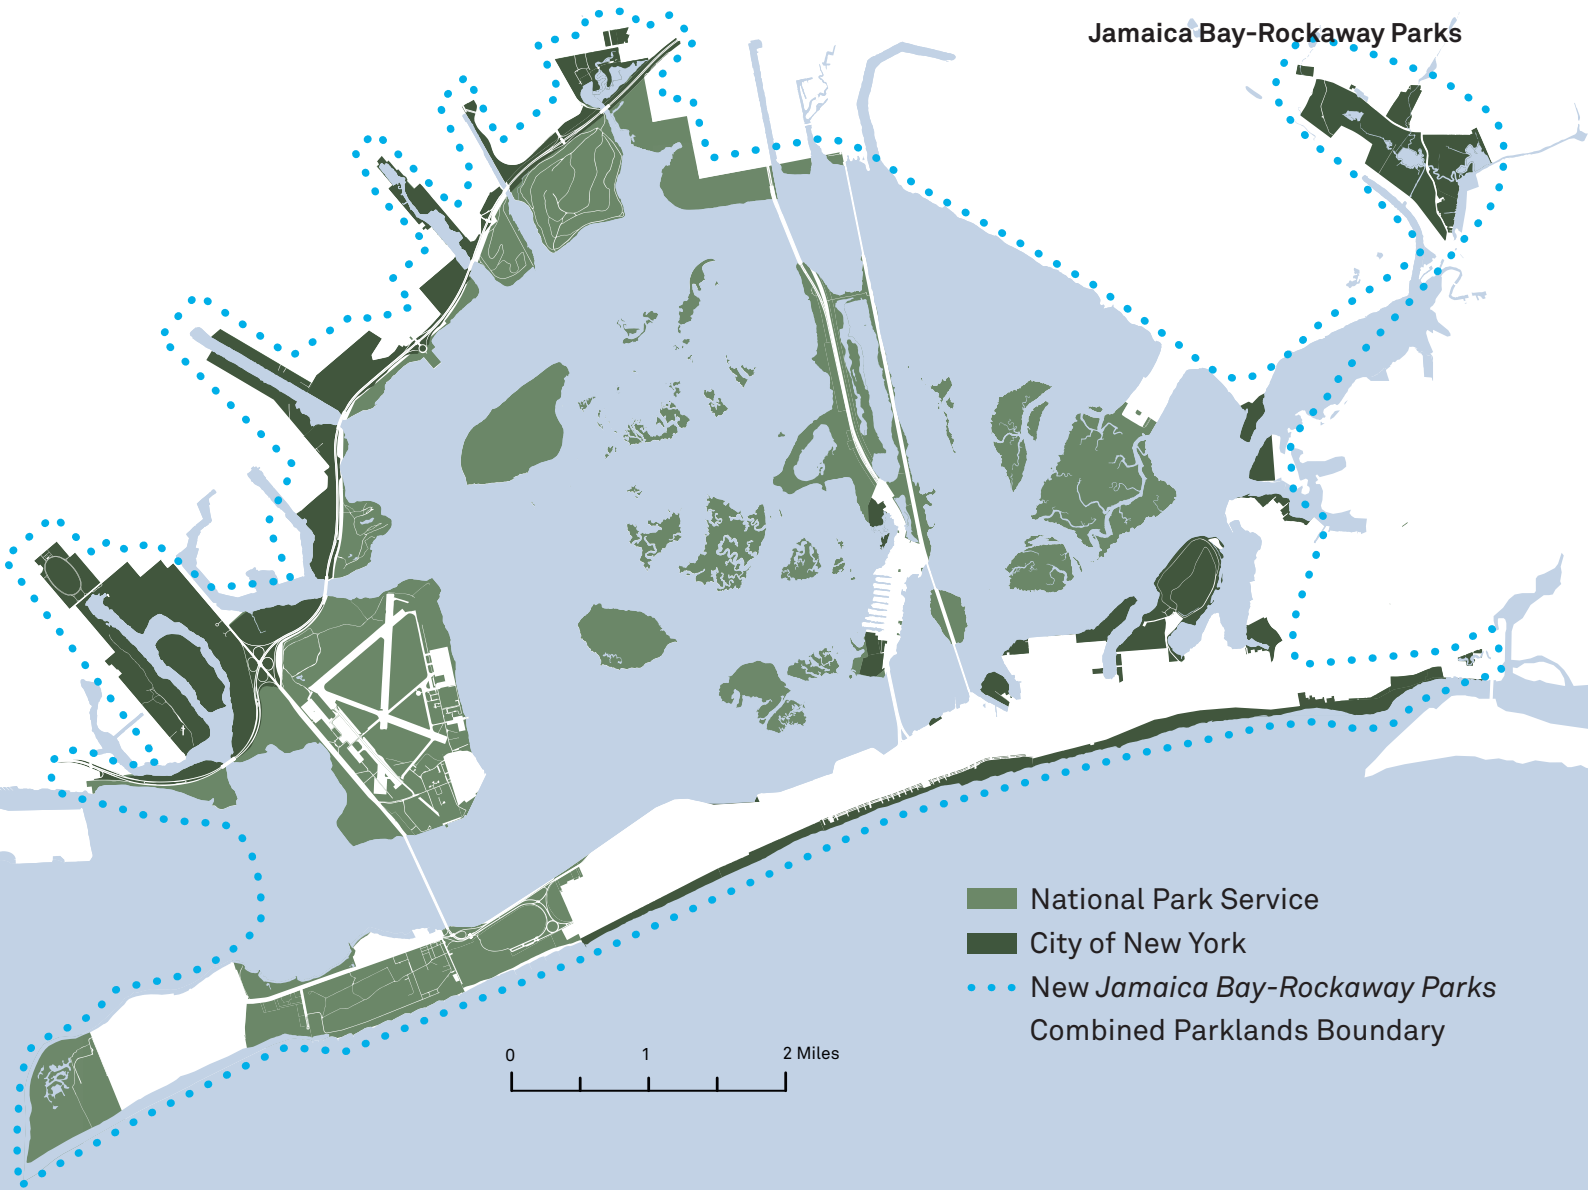 Jamaica Bay-Rockaway Parks
National Park Service
City of New York
New Jamaica Bay-Rockaway Parks
Combined Parklands Boundary
0 1 2 Miles